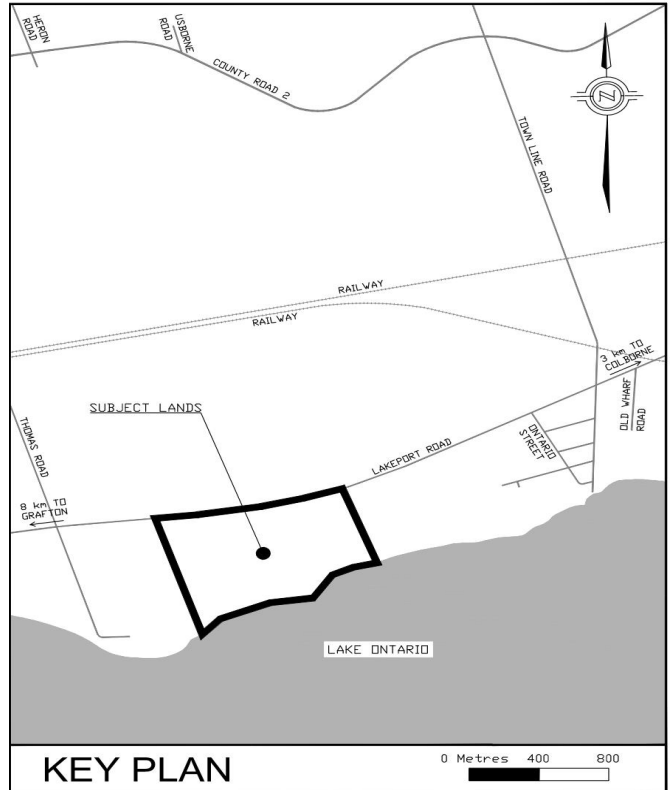 HERON
ROAD
USBORNE
ROAD
COUNTY ROAD 2
TOWN LINE ROAD
N
RAILWAY
RAILWAY
3 km TO
COLBORNE
SUBJECT LANDS
OLD WHARF
ROAD
THOMAS ROAD
ONTARIO
STREET
LAKEPORT ROAD
8 km TO
GRAFTON
LAKE ONTARIO
KEY PLAN
0 Metres 400 800